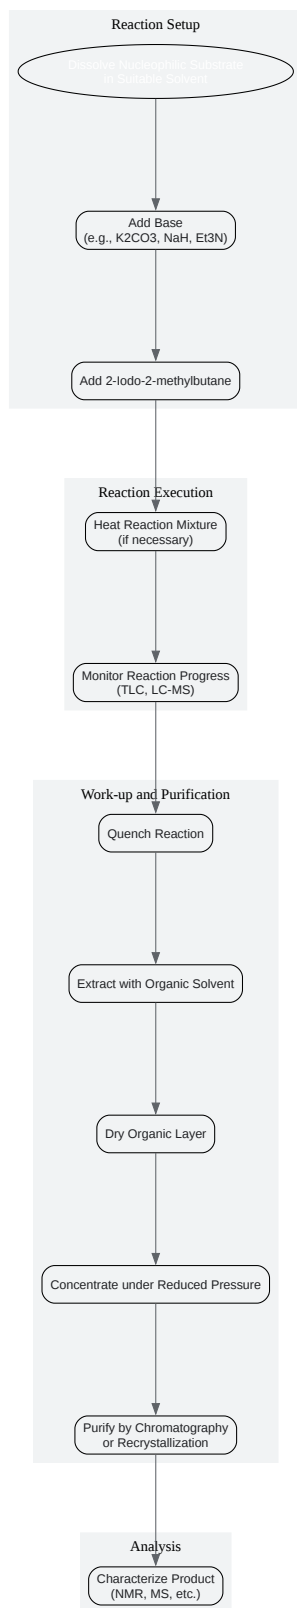 Reaction Setup
Dissolve Nucleophilic Substrate
in Suitable Solvent
Add Base
(e.g., K2CO3, NaH, Et3N)
Add 2-Iodo-2-methylbutane
Reaction Execution
Heat Reaction Mixture
(if necessary)
Monitor Reaction Progress
(TLC, LC-MS)
Work-up and Purification
Quench Reaction
Extract with Organic Solvent
Dry Organic Layer
Concentrate under Reduced Pressure
Purify by Chromatography
or Recrystallization
Analysis
Characterize Product
(NMR, MS, etc.)